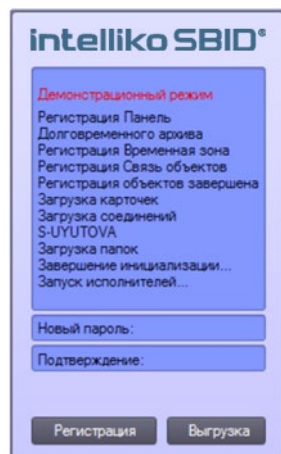 intelliko SBID®
Демонстрационный режим
Регистрация Панель
Долговременного архива
Регистрация Временная зона
Регистрация Связь объектов
Регистрация объектов завершена
Загрузка карточек
Загрузка соединений
S-UYUTOVA
Загрузка папок
Завершение инициализации...
Запуск исполнителей...
Новый пароль:
Подтверждение:
Регистрация Выгрузка